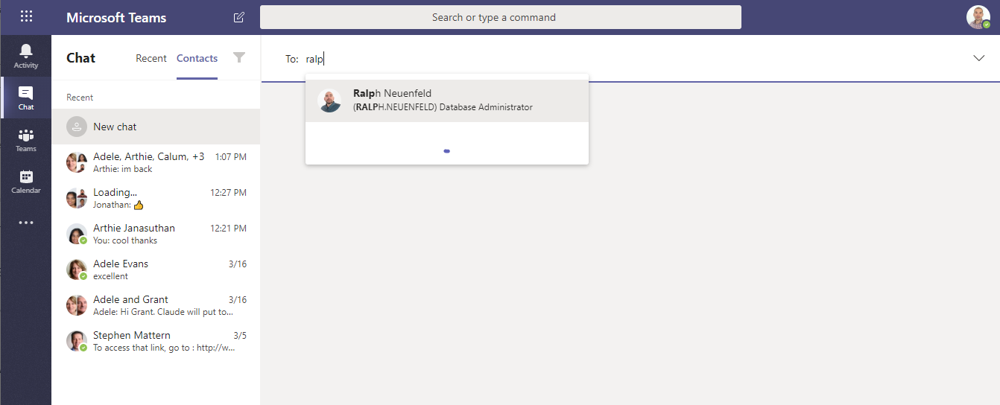 Microsoft Teams
Search or type a command
Activity
Chat
Teams
Calendar
Chat
Recent
Contacts
Recent
New chat
Adele, Arthie, Calum, +3 1:07 PM
Arthie: im back
Loading... 12:27 PM
Jonathan: 👍
Arthie Janasuthan 12:21 PM
You: cool thanks
Adele Evans 3/16
excellent
Adele and Grant 3/16
Adele: Hi Grant. Claude will put to...
Stephen Mattern 3/5
To access that link, go to : http://w...
To: ralp
Ralph Neuenfeld
(RALPH.NEUENFELD) Database Administrator